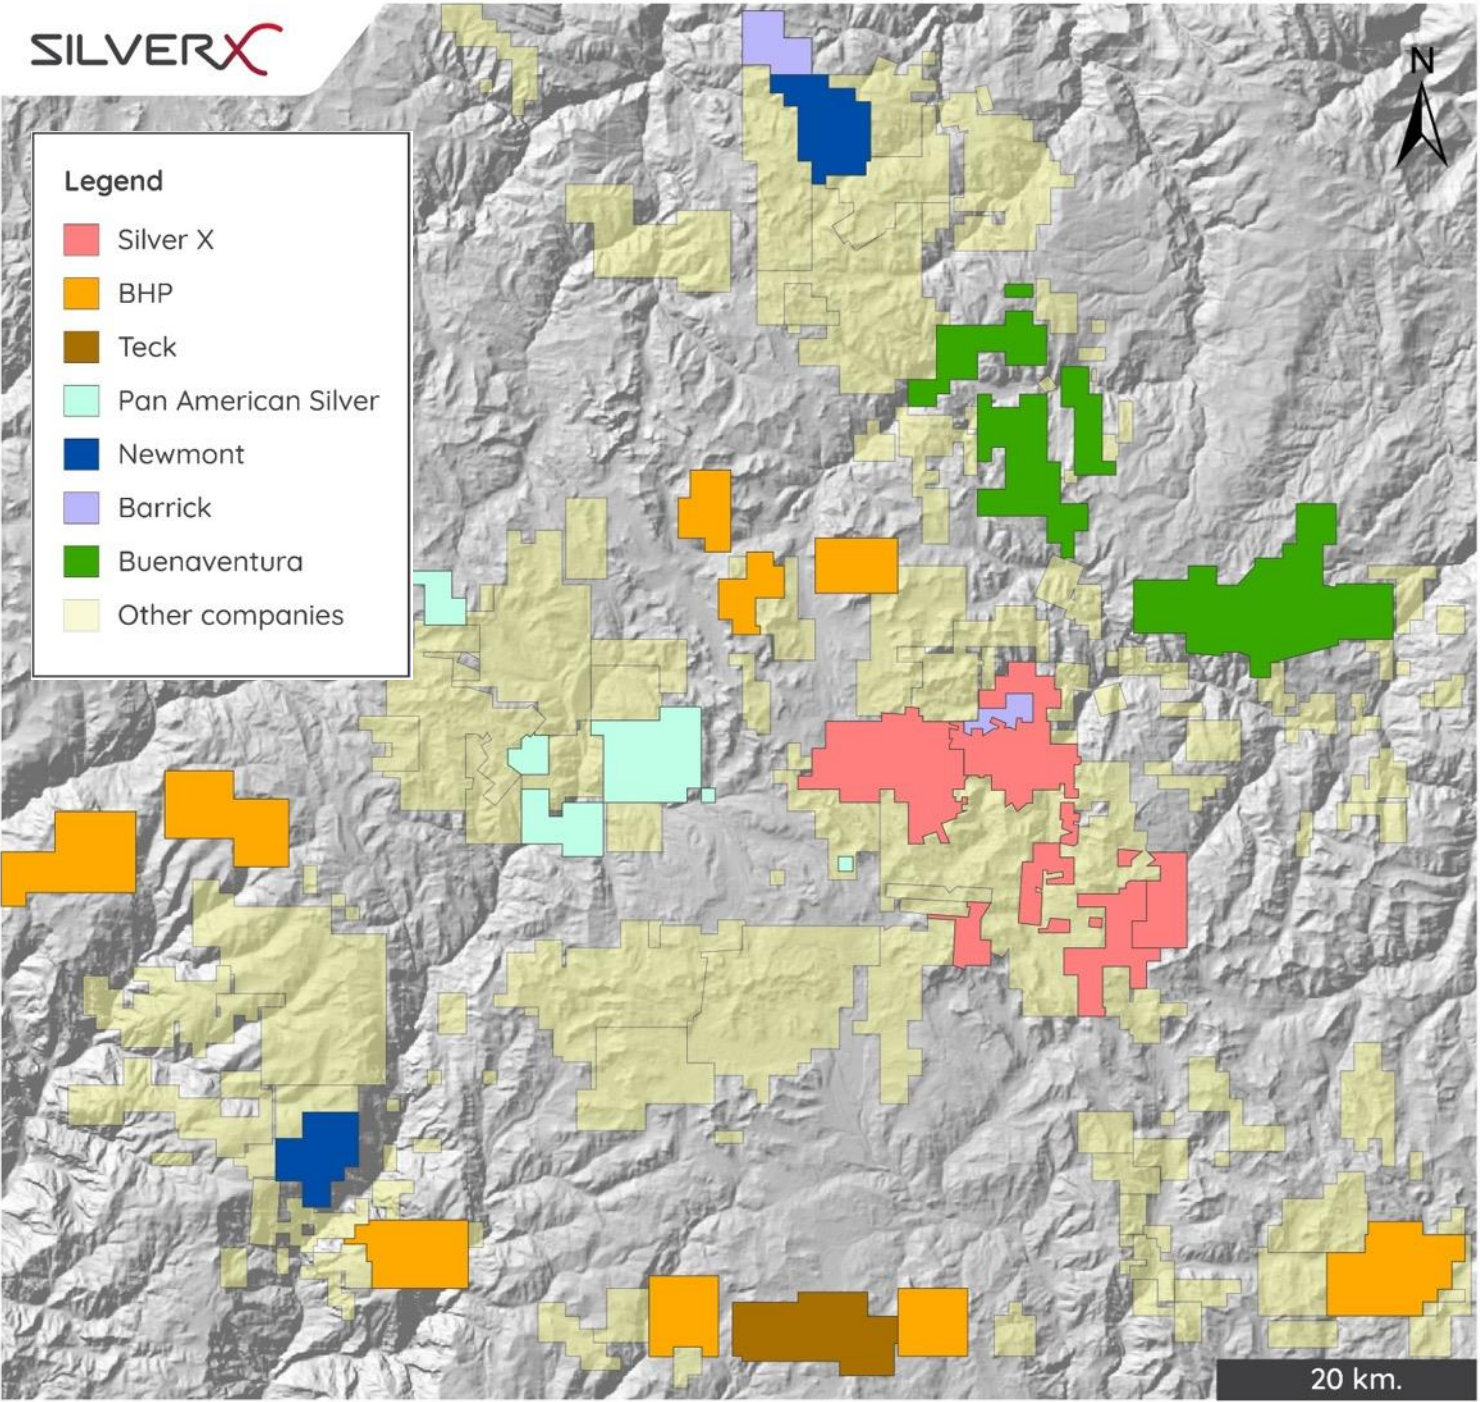 SILVERX
N
Legend
Silver X
BHP
Teck
Pan American Silver
Newmont
Barrick
Buenaventura
Other companies
20 km.